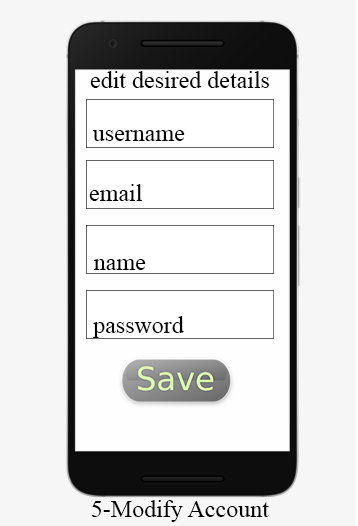 edit desired details
username
email
name
password
Save
5-Modify Account